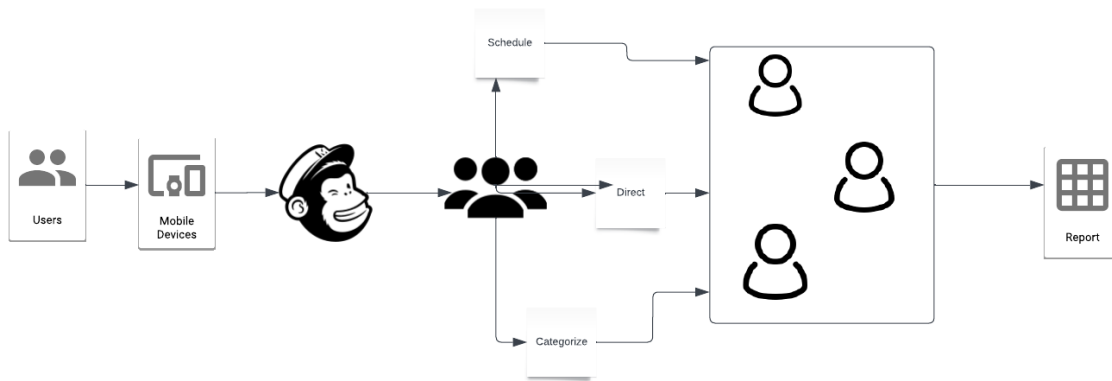 Schedule
Users
Mobile
Devices
Direct
Report
Categorize